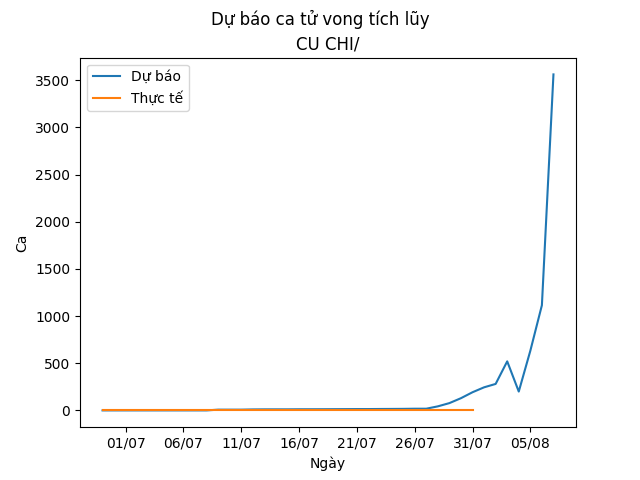 Dự báo ca tử vong tích lũy
CU CHI/
Dự báo
Thực tế
3500
3000
2500
2000
1500
1000
500
0
Ca
01/07 06/07 11/07 16/07 21/07 26/07 31/07 05/08
Ngày